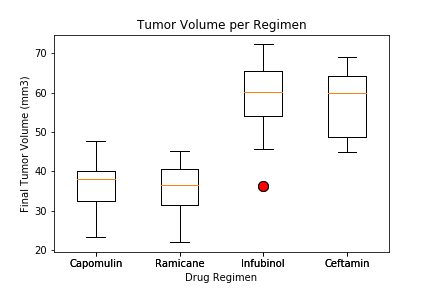 Tumor Volume per Regimen
Final Tumor Volume (mm3)
70
60
50
40
30
20
Capomulin Ramicane Infubinol Ceftamin
Drug Regimen